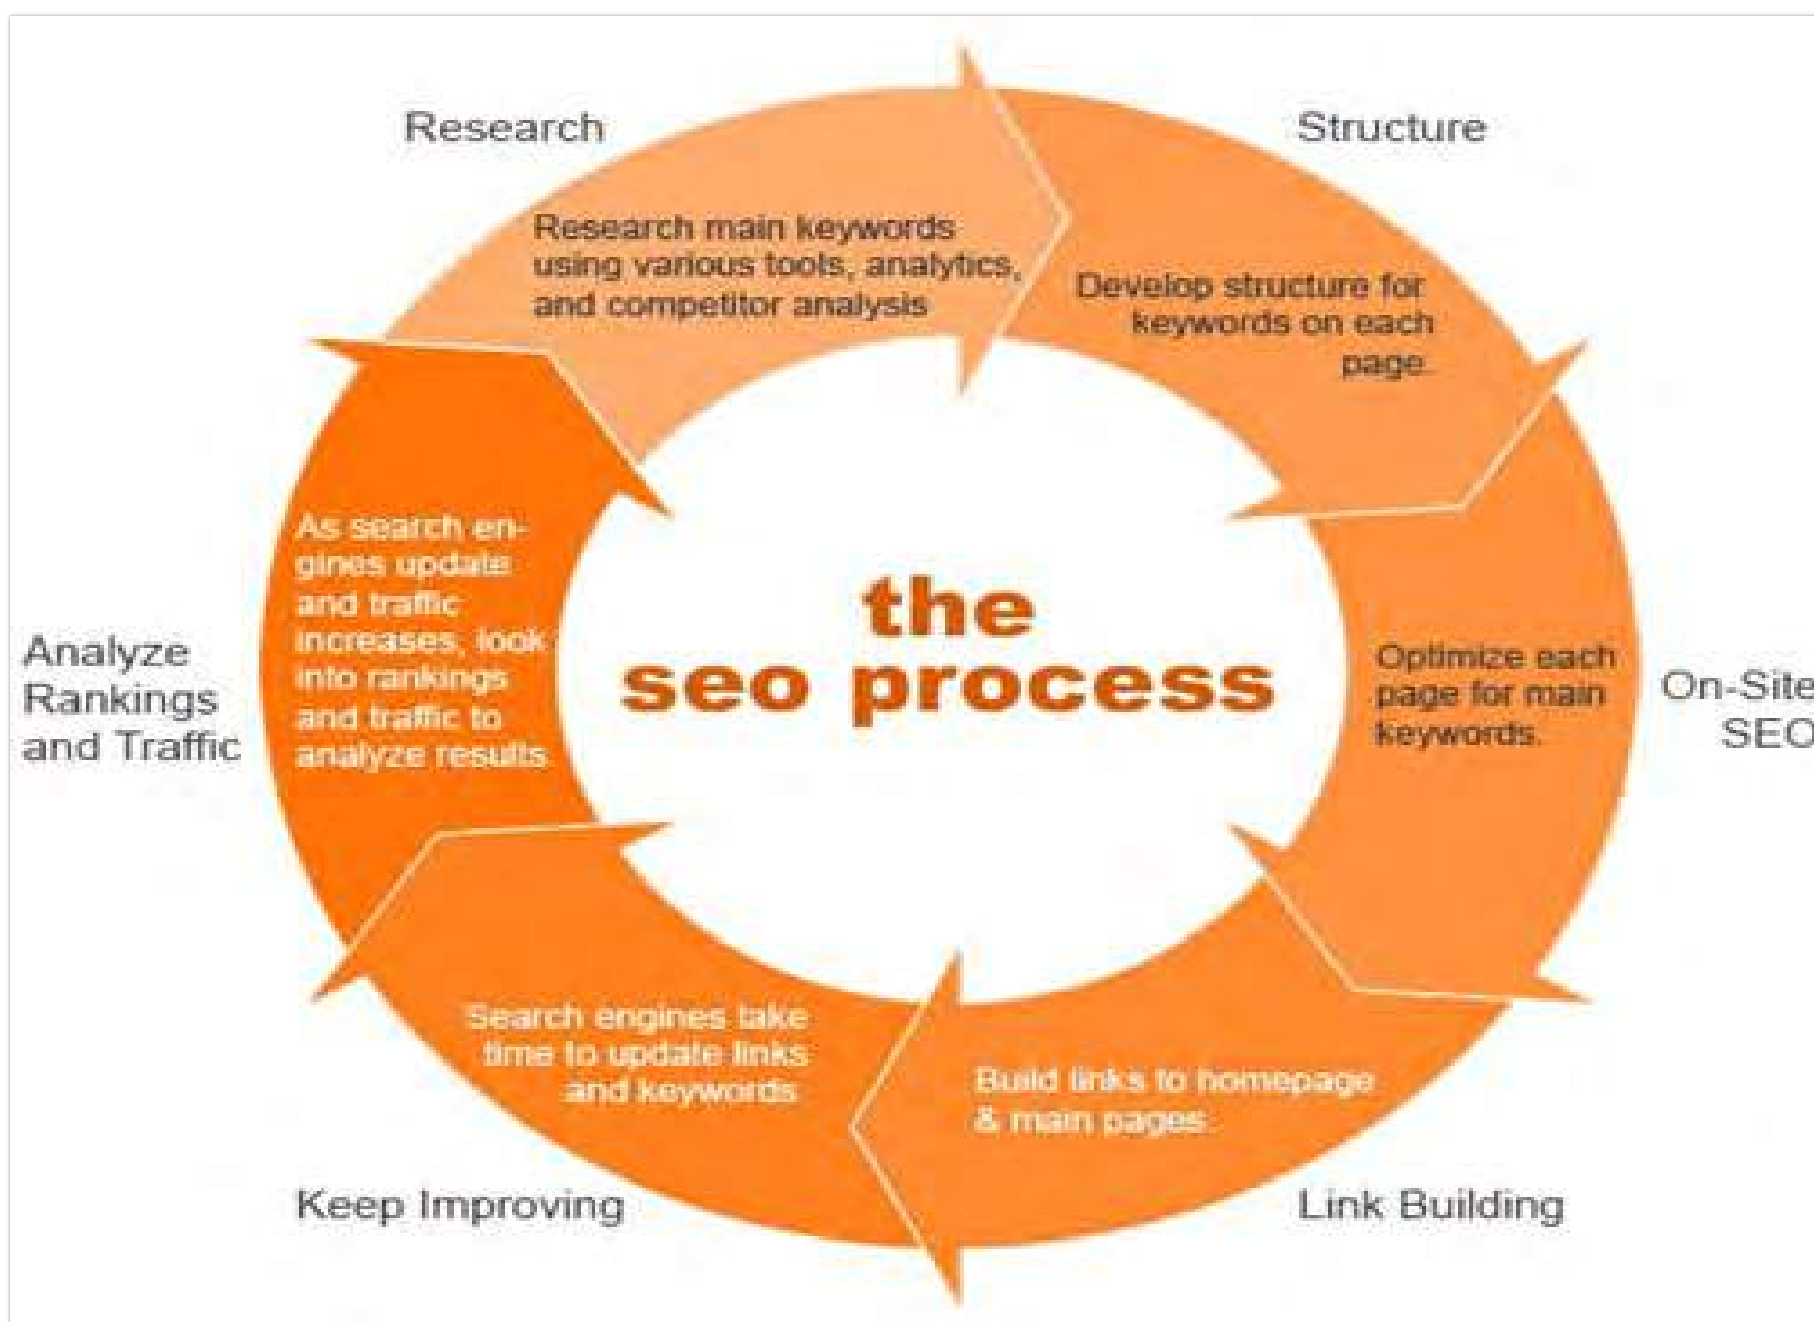 Research
Research main keywords
using various tools, analytics,
and competitor analysis
Structure
Develop structure for
keywords on each
page.
On-Site
SEO
Optimize each
page for main
keywords.
Link Building
Build links to homepage
& main pages.
Keep Improving
Search engines take
time to update links
and keywords
Analyze
Rankings
and Traffic
As search en-
gines update
and traffic
increases, look
into rankings
and traffic to
analyze results
the
seo process